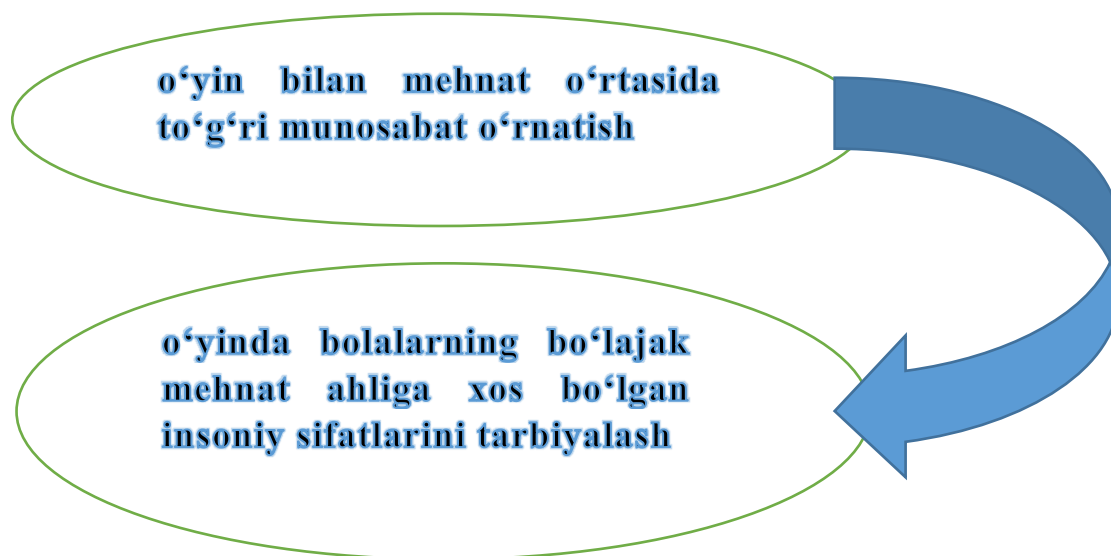 o‘yin bilan mehnat o‘rtasida
to‘g‘ri munosabat o‘rnatish
o‘yinda bolalarning bo‘lajak
mehnat ahliga xos bo‘lgan
insoniy sifatlarini tarbiyalash